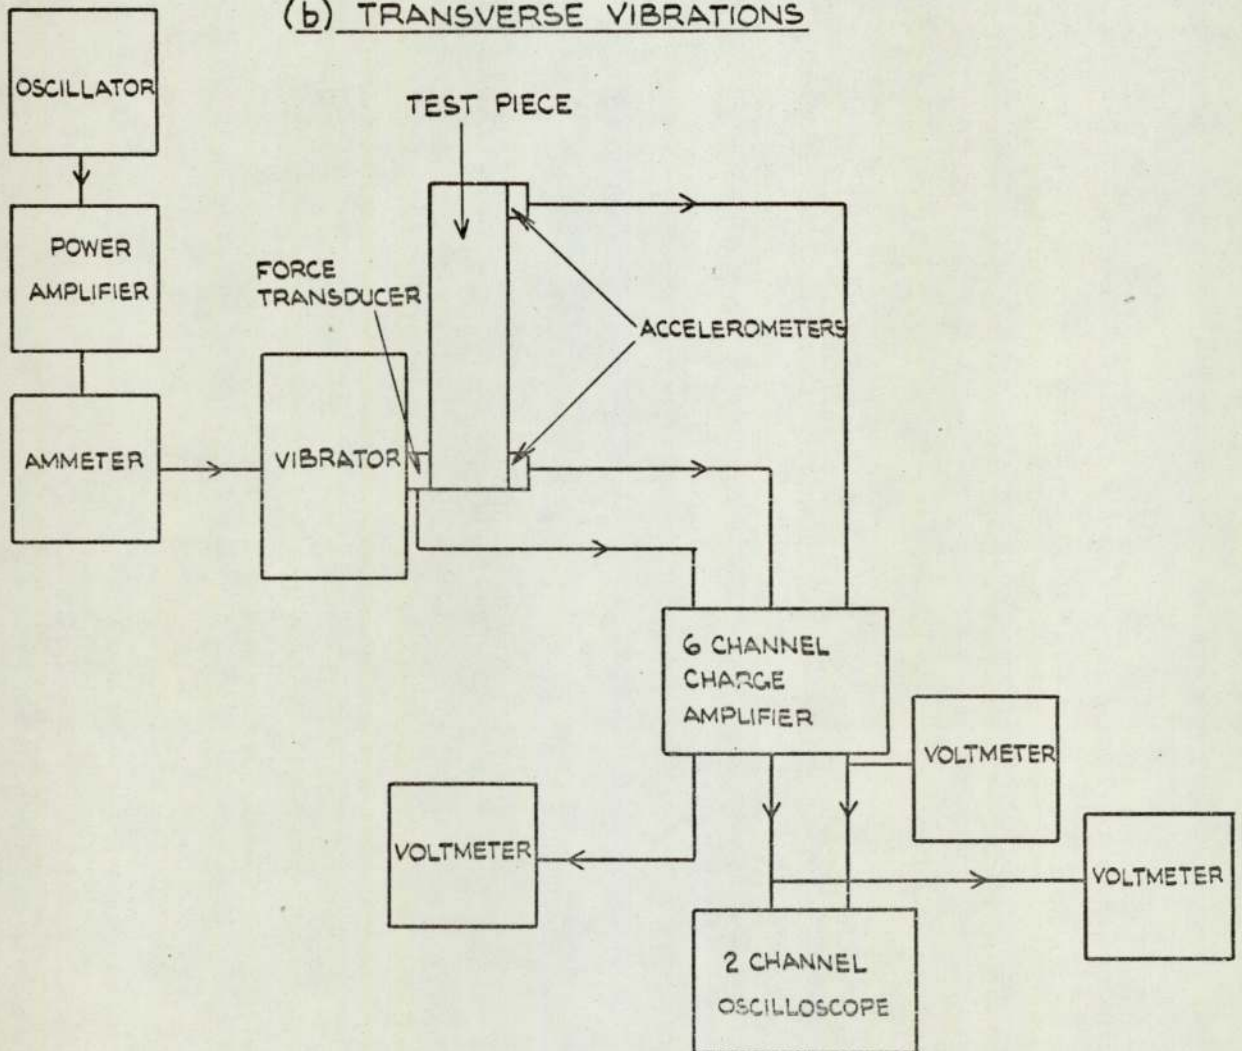 (b) TRANSVERSE VIBRATIONS
OSCILLATOR
TEST PIECE
POWER
AMPLIFIER
FORCE
TRANSDUCER
ACCELEROMETERS
AMMETER
VIBRATOR
6 CHANNEL
CHARGE
AMPLIFIER
VOLTMETER
VOLTMETER
VOLTMETER
2 CHANNEL
OSCILLOSCOPE